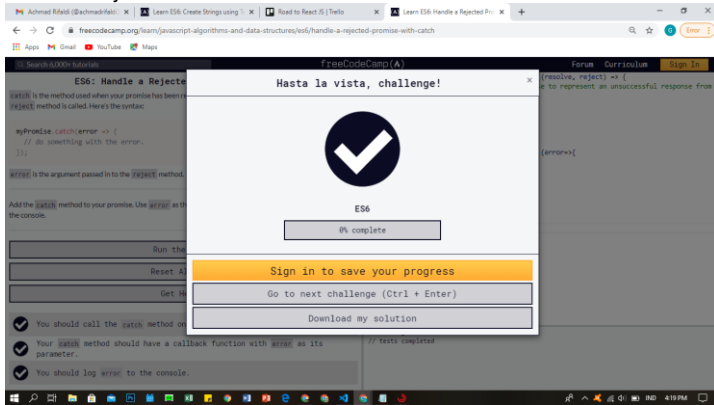 Achmad Rifaldi (@achmadrifaldi
Learn ES6: Create Strings using T
Road to React JS | Trello
Learn ES6: Handle a Rejected Pro
freecodecamp.org/learn/javascript-algorithms-and-data-structures/es6/handle-a-rejected-promise-with-catch
Error
Apps Gmail YouTube Maps
Search 6,000+ tutorials
freeCodeCamp(🔥)
Forum Curriculum Sign In
ES6: Handle a Rejecte
catch is the method used when your promise has been re
reject method is called. Here's the syntax:
myPromise.catch(error => {
// do something with the error.
});
error is the argument passed in to the reject method.
Add the catch method to your promise. Use error as th
the console.
Run the
Reset Al
Get He
You should call the catch method on
Your catch method should have a callback function with error as its
parameter.
You should log error to the console.
Hasta la vista, challenge!
×
ES6
0% complete
Sign in to save your progress
Go to next challenge (Ctrl + Enter)
Download my solution
(resolve, reject) => {
e to represent an unsuccessful response from
(error=>{
// tests completed
IND 4:19 PM